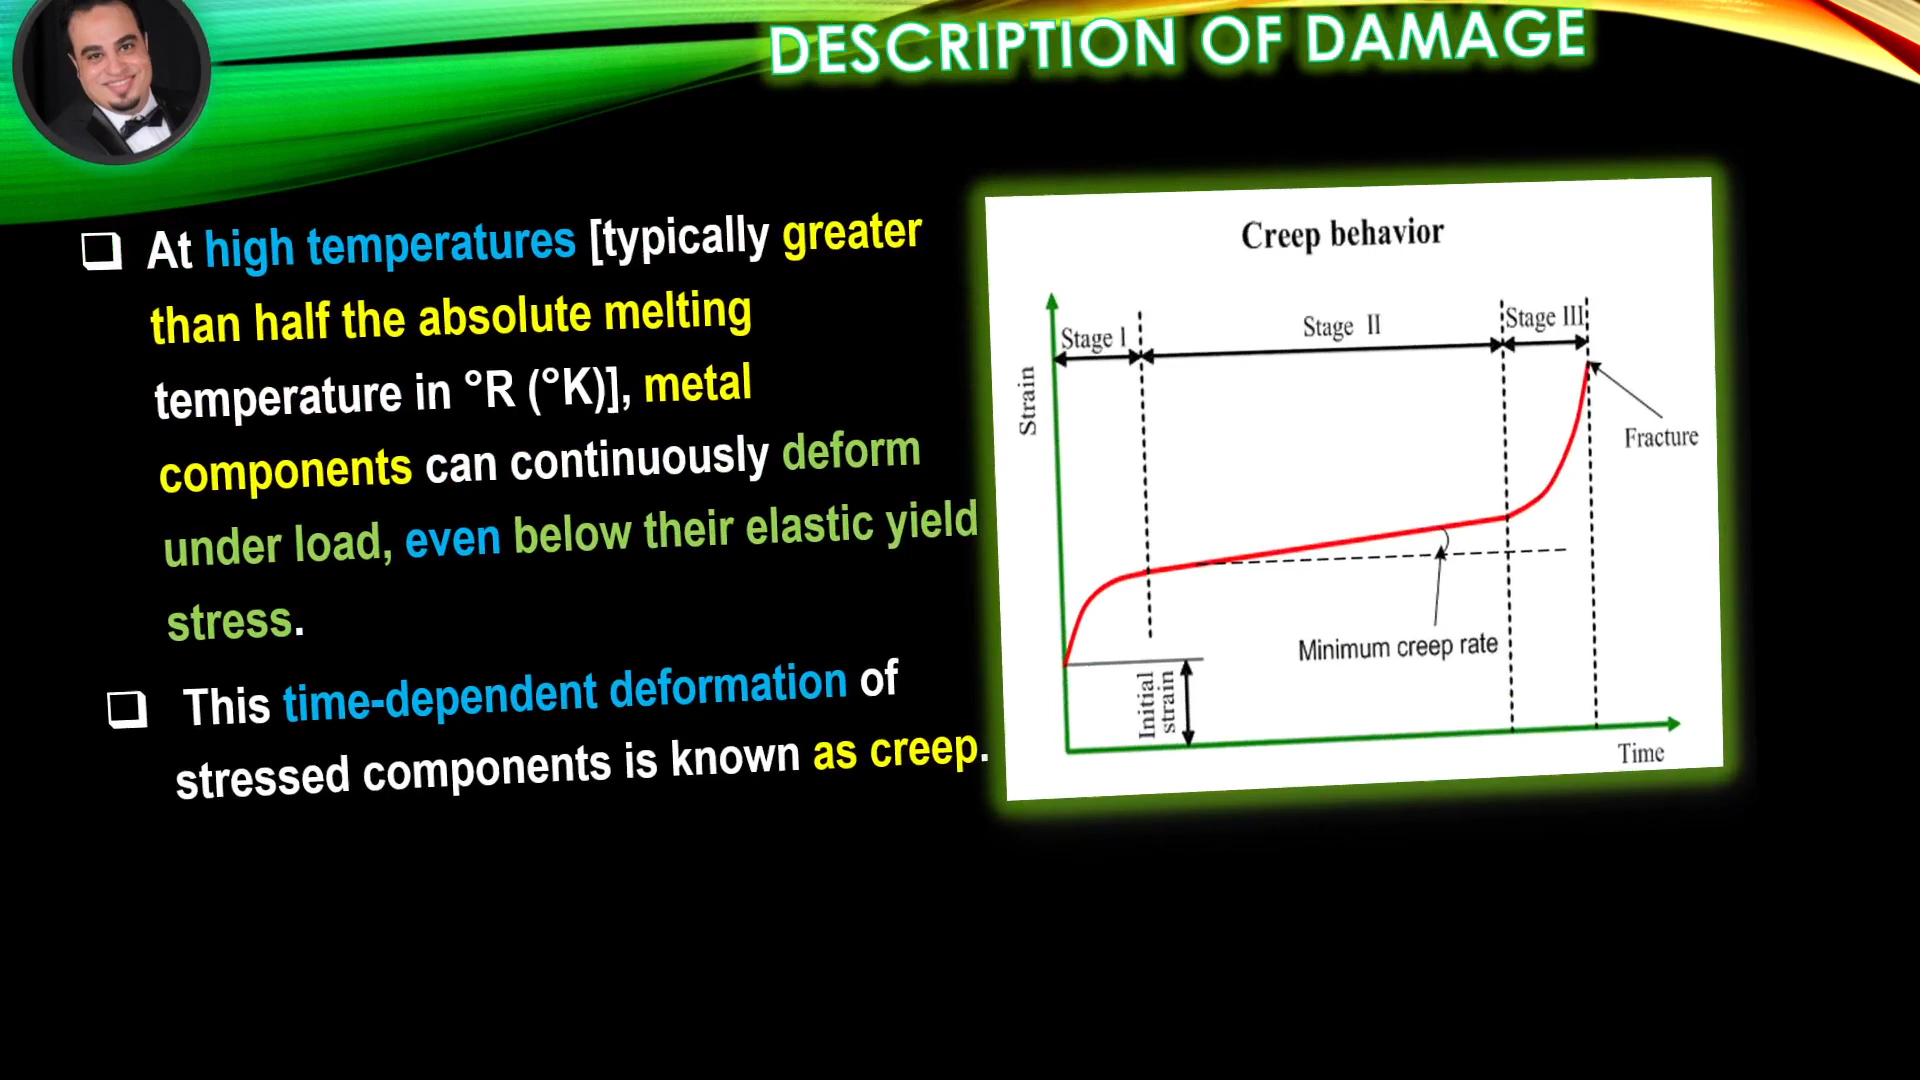 DESCRIPTION OF DAMAGE
At high temperatures [typically greater
than half the absolute melting
temperature in °R (°K)], metal
components can continuously deform
under load, even below their elastic yield
stress.
This time-dependent deformation of
stressed components is known as creep.
Creep behavior
Stage I
Stage II
Stage III
Strain
Fracture
Minimum creep rate
Initial
strain
Time